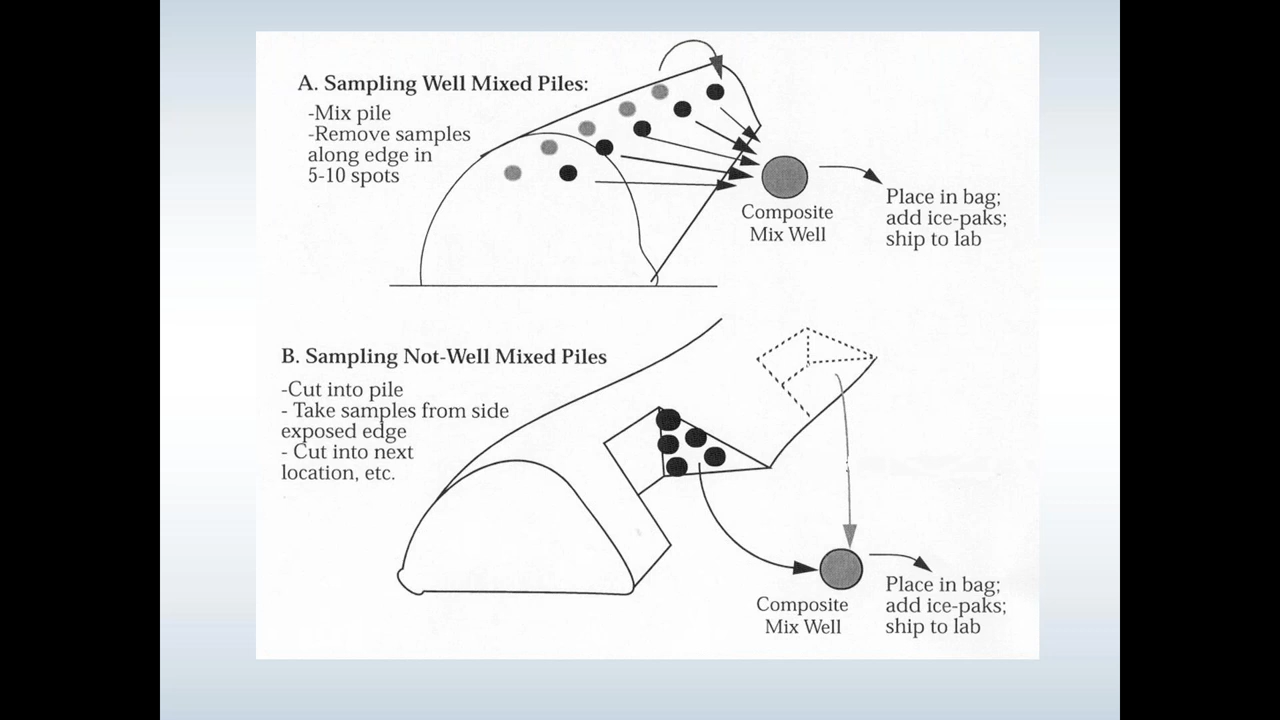 A. Sampling Well Mixed Piles:
-Mix pile
-Remove samples
along edge in
5-10 spots
Composite
Mix Well
Place in bag;
add ice-paks;
ship to lab
B. Sampling Not-Well Mixed Piles
-Cut into pile
- Take samples from side
exposed edge
- Cut into next
location, etc.
Composite
Mix Well
Place in bag;
add ice-paks;
ship to lab